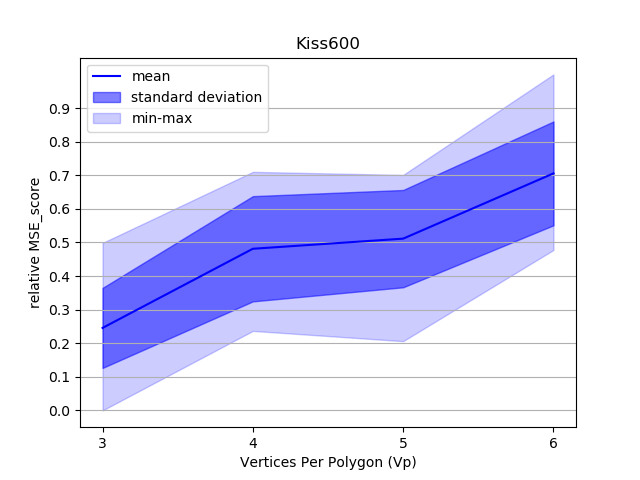 Kiss600
mean
standard deviation
min-max
relative MSE_score
0.9
0.8
0.7
0.6
0.5
0.4
0.3
0.2
0.1
0.0
3 4 5 6
Vertices Per Polygon (Vp)